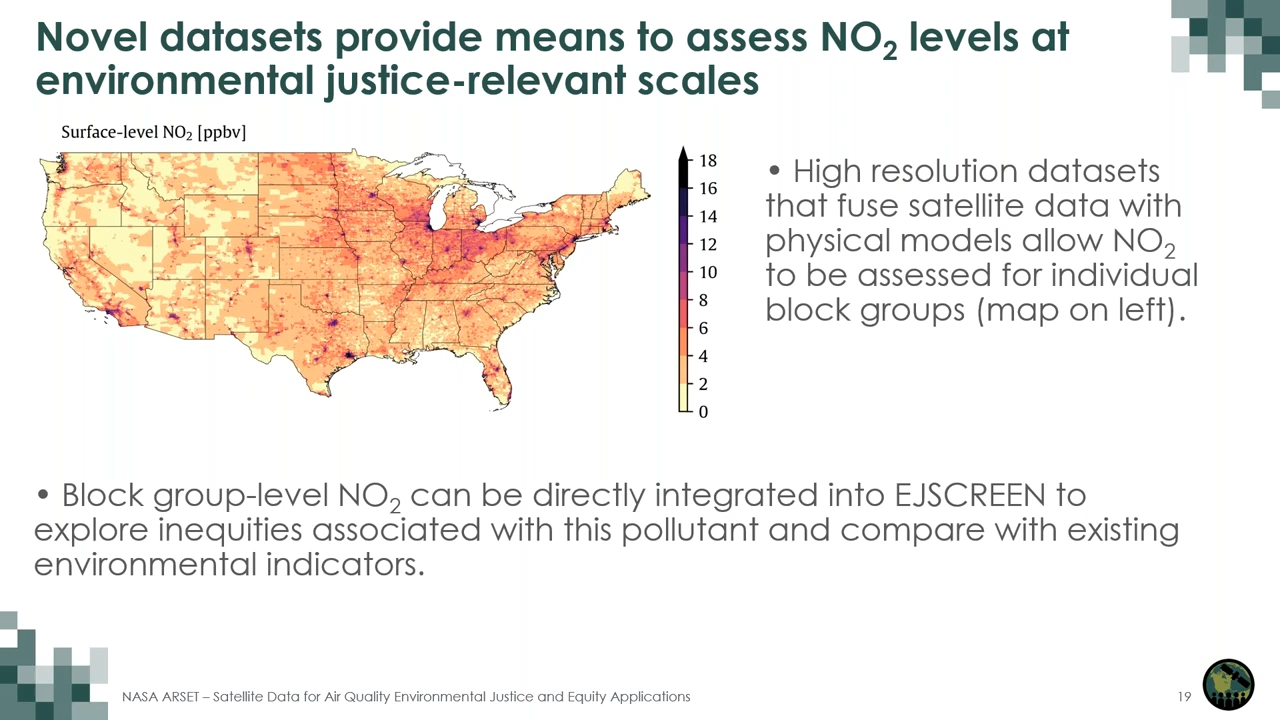 Novel datasets provide means to assess NO₂ levels at
environmental justice-relevant scales
Surface-level NO₂ [ppbv]
18
16
14
12
10
8
6
4
2
0
• High resolution datasets
that fuse satellite data with
physical models allow NO₂
to be assessed for individual
block groups (map on left).
• Block group-level NO₂ can be directly integrated into EJSCREEN to
explore inequities associated with this pollutant and compare with existing
environmental indicators.
NASA ARSET – Satellite Data for Air Quality Environmental Justice and Equity Applications
19